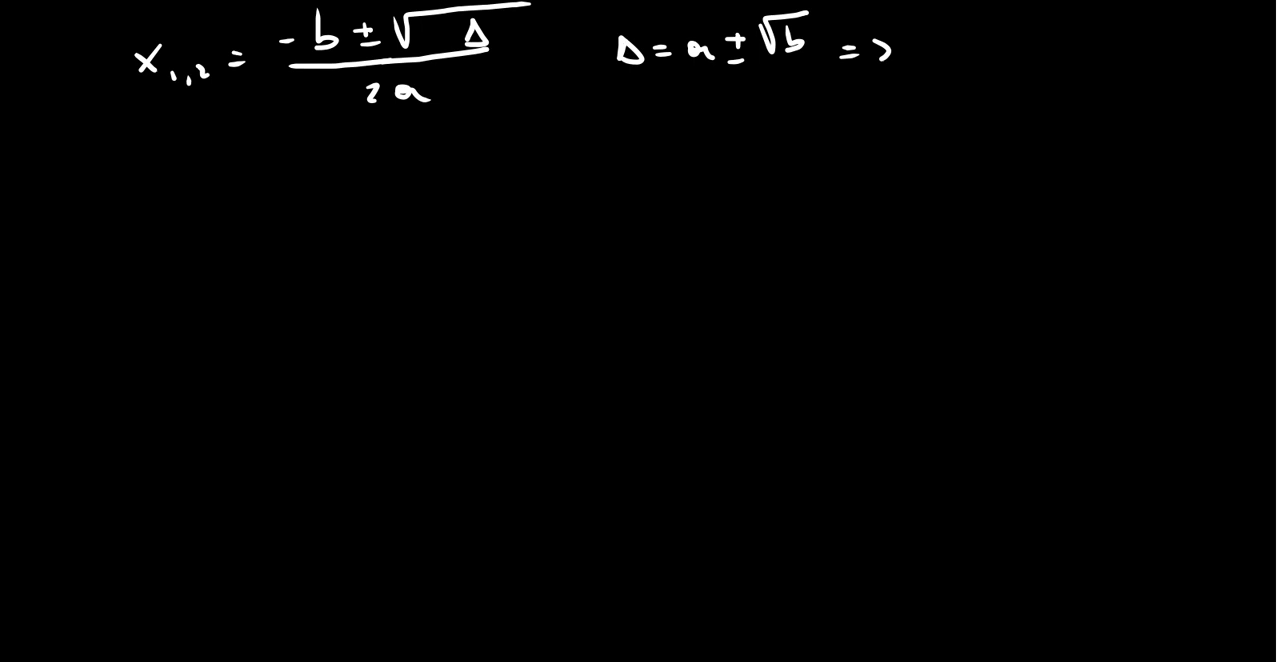 x₁,₂ = (-b ± √Δ) / 2a    Δ = a ± √b =>